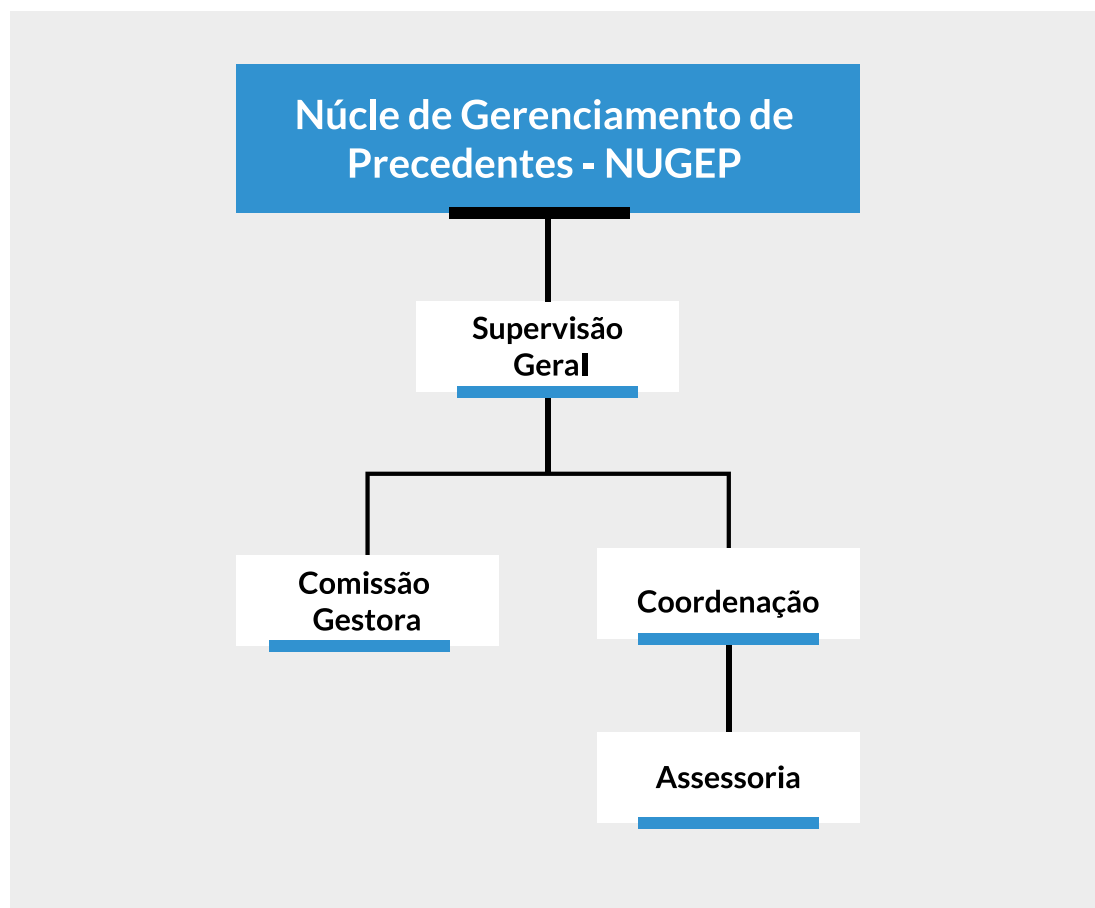 Núcle de Gerenciamento de
Precedentes - NUGEP
Supervisão
Geral
Comissão
Gestora
Coordenação
Assessoria